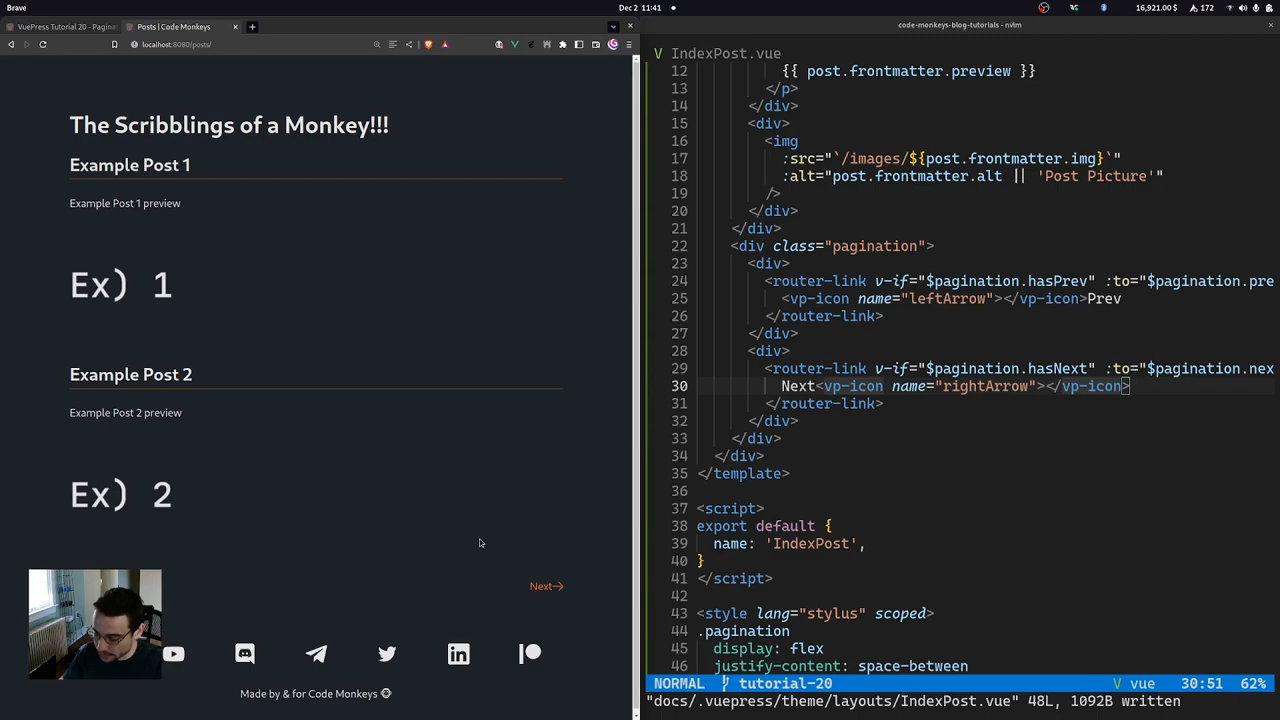 Brave
Dec 2 11:41
16,921.00
172
VuePress Tutorial 20 - Pagin
Posts | Code Monkeys
localhost:8080/posts/
The Scribblings of a Monkey!!!
Example Post 1
Example Post 1 preview
Ex) 1
Example Post 2
Example Post 2 preview
Ex) 2
Next
in
Made by & for Code Monkeys
code-monkeys-blog-tutorials - nvim
V IndexPost.vue
12 {{ post.frontmatter.preview }}
13 </p>
14 </div>
15 <div>
16 <img
17 :src="`/images/${post.frontmatter.img}`"
18 :alt="post.frontmatter.alt || 'Post Picture'"
19 />
20 </div>
21 </div>
22 <div class="pagination">
23 <div>
24 <router-link v-if="$pagination.hasPrev" :to="$pagination.pre
25 <vp-icon name="leftArrow"></vp-icon>Prev
26 </router-link>
27 </div>
28 <div>
29 <router-link v-if="$pagination.hasNext" :to="$pagination.nex
30 Next<vp-icon name="rightArrow"></vp-icon>
31 </router-link>
32 </div>
33 </div>
34 </div>
35 </template>
36
37 <script>
38 export default {
39 name: 'IndexPost',
40 }
41 </script>
42
43 <style lang="stylus" scoped>
44 .pagination
45 display: flex
46 justify-content: space-between
NORMAL tutorial-20 V vue 30:51 62%
"docs/.vuepress/theme/layouts/IndexPost.vue" 48L, 1092B written